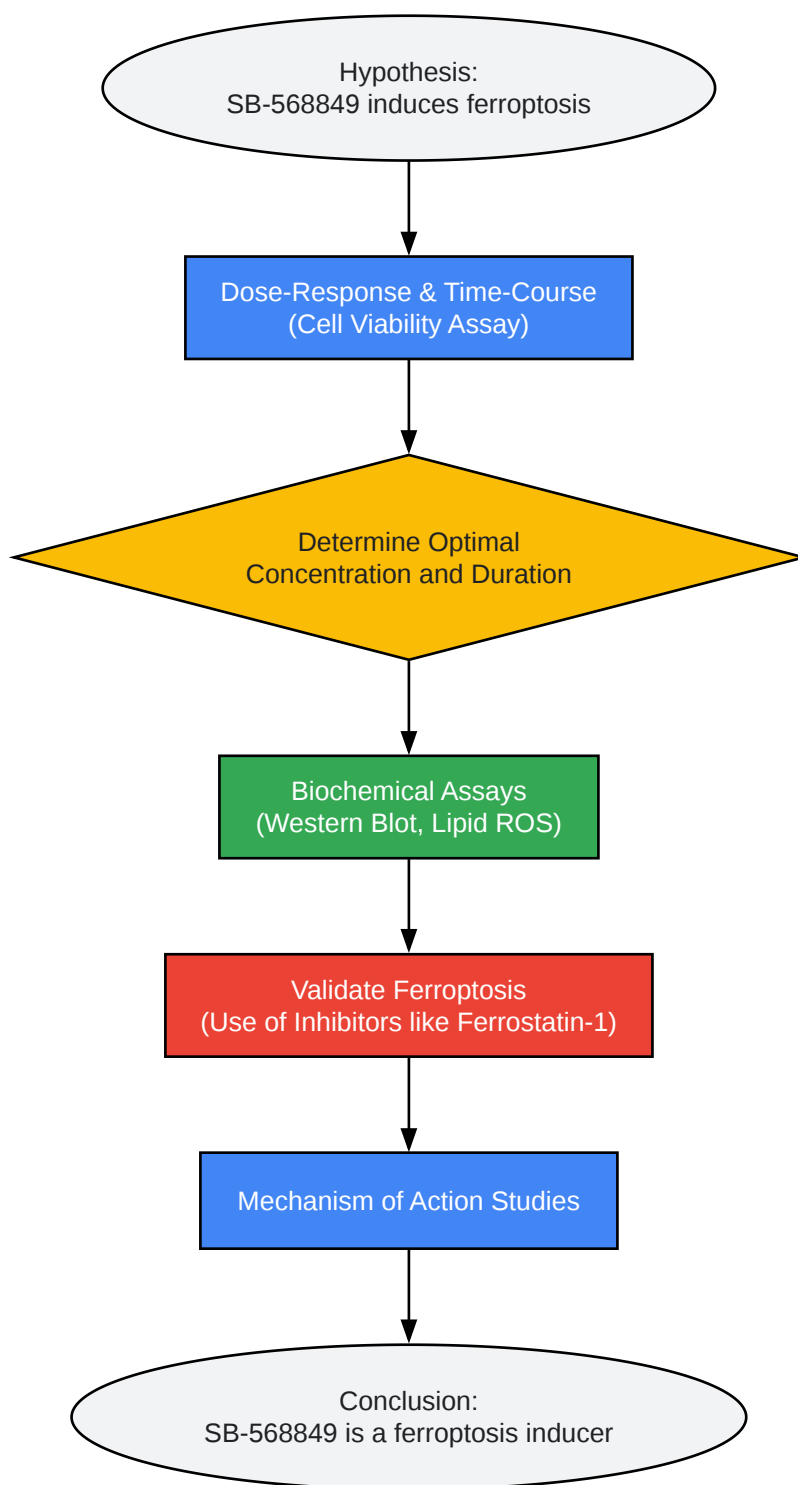 Hypothesis:
SB-568849 induces ferroptosis
Dose-Response & Time-Course
(Cell Viability Assay)
Determine Optimal
Concentration and Duration
Biochemical Assays
(Western Blot, Lipid ROS)
Validate Ferroptosis
(Use of Inhibitors like Ferrostatin-1)
Mechanism of Action Studies
Conclusion:
SB-568849 is a ferroptosis inducer